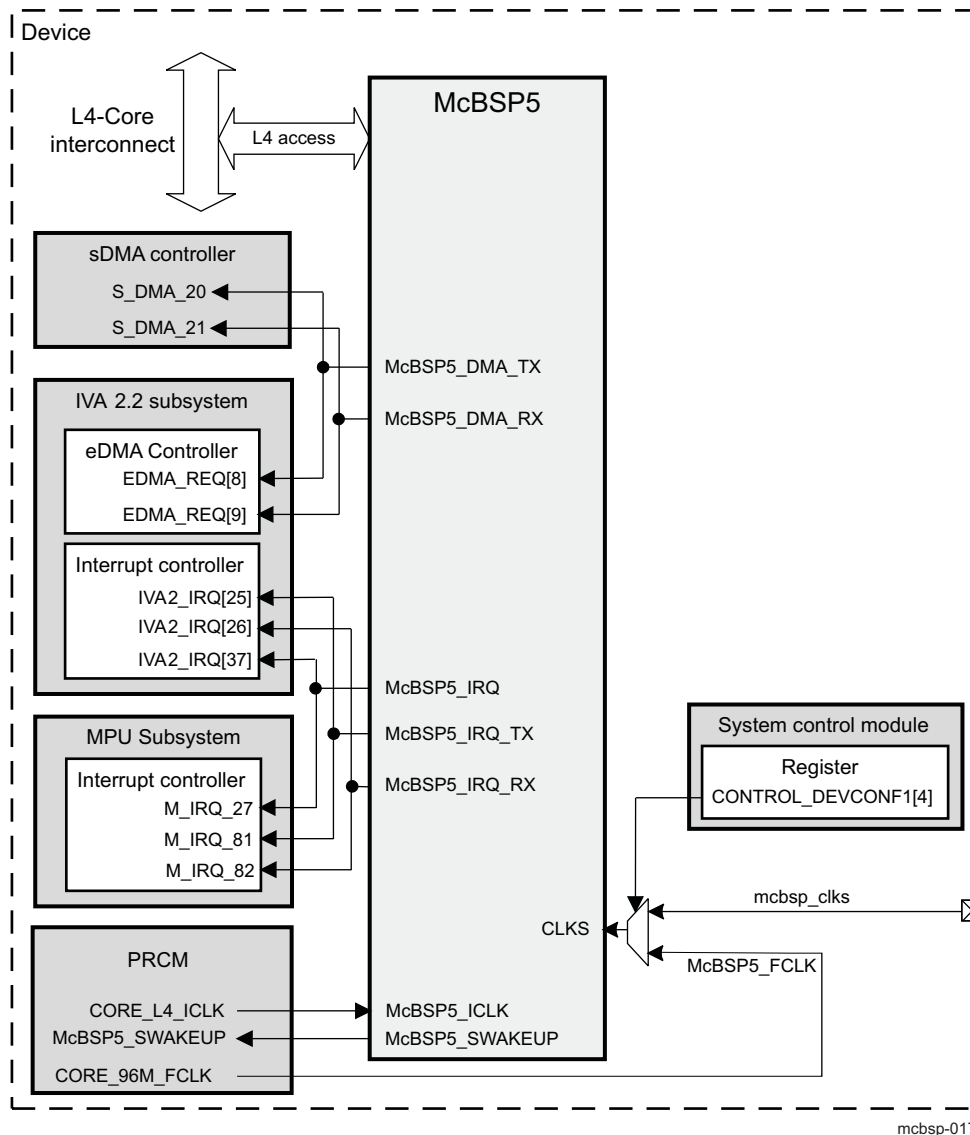 Device
L4-Core
interconnect
L4 access
McBSP5
sDMA controller
S_DMA_20
S_DMA_21
McBSP5_DMA_TX
McBSP5_DMA_RX
IVA 2.2 subsystem
eDMA Controller
EDMA_REQ[8]
EDMA_REQ[9]
Interrupt controller
IVA2_IRQ[25]
IVA2_IRQ[26]
IVA2_IRQ[37]
McBSP5_IRQ
McBSP5_IRQ_TX
McBSP5_IRQ_RX
MPU Subsystem
Interrupt controller
M_IRQ_27
M_IRQ_81
M_IRQ_82
System control module
Register
CONTROL_DEVCONF1[4]
mcbsp_clks
CLKS
McBSP5_FCLK
PRCM
CORE_L4_ICLK
McBSP5_SWAKEUP
CORE_96M_FCLK
McBSP5_ICLK
McBSP5_SWAKEUP
mcbsp-017